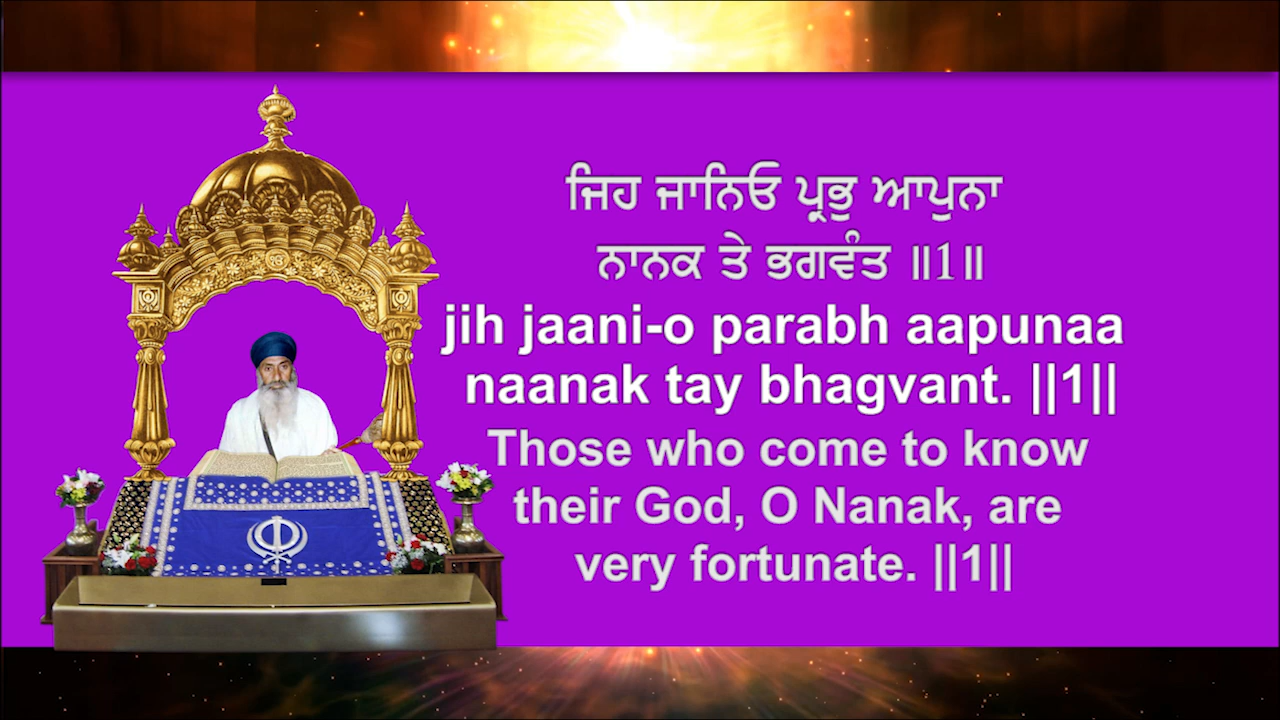 ਜਿਹ ਜਾਨਿਓ ਪ੍ਰਭੁ ਆਪੁਨਾ
ਨਾਨਕ ਤੇ ਭਗਵੰਤ ॥1॥
jih jaani-o parabh aapunaa
naanak tay bhagvant. ||1||
Those who come to know
their God, O Nanak, are
very fortunate. ||1||